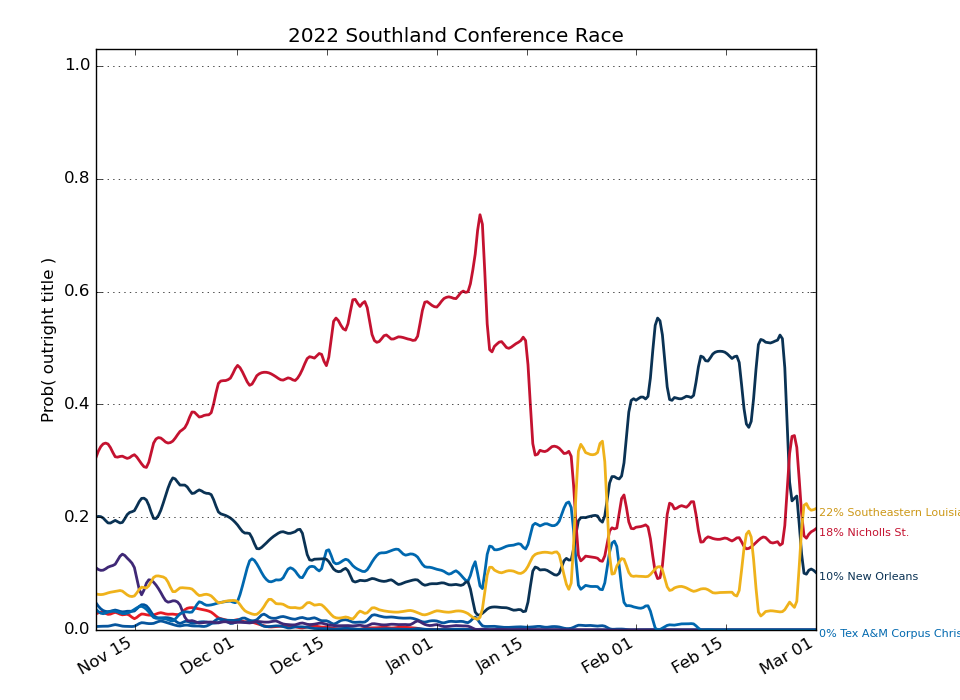 2022 Southland Conference Race
1.0
0.8
0.6
0.4
0.2
0.0
Prob( outright title )
22% Southeastern Louisia
18% Nicholls St.
10% New Orleans
0% Tex A&M Corpus Chris
Nov 15
Dec 01
Dec 15
Jan 01
Jan 15
Feb 01
Feb 15
Mar 01